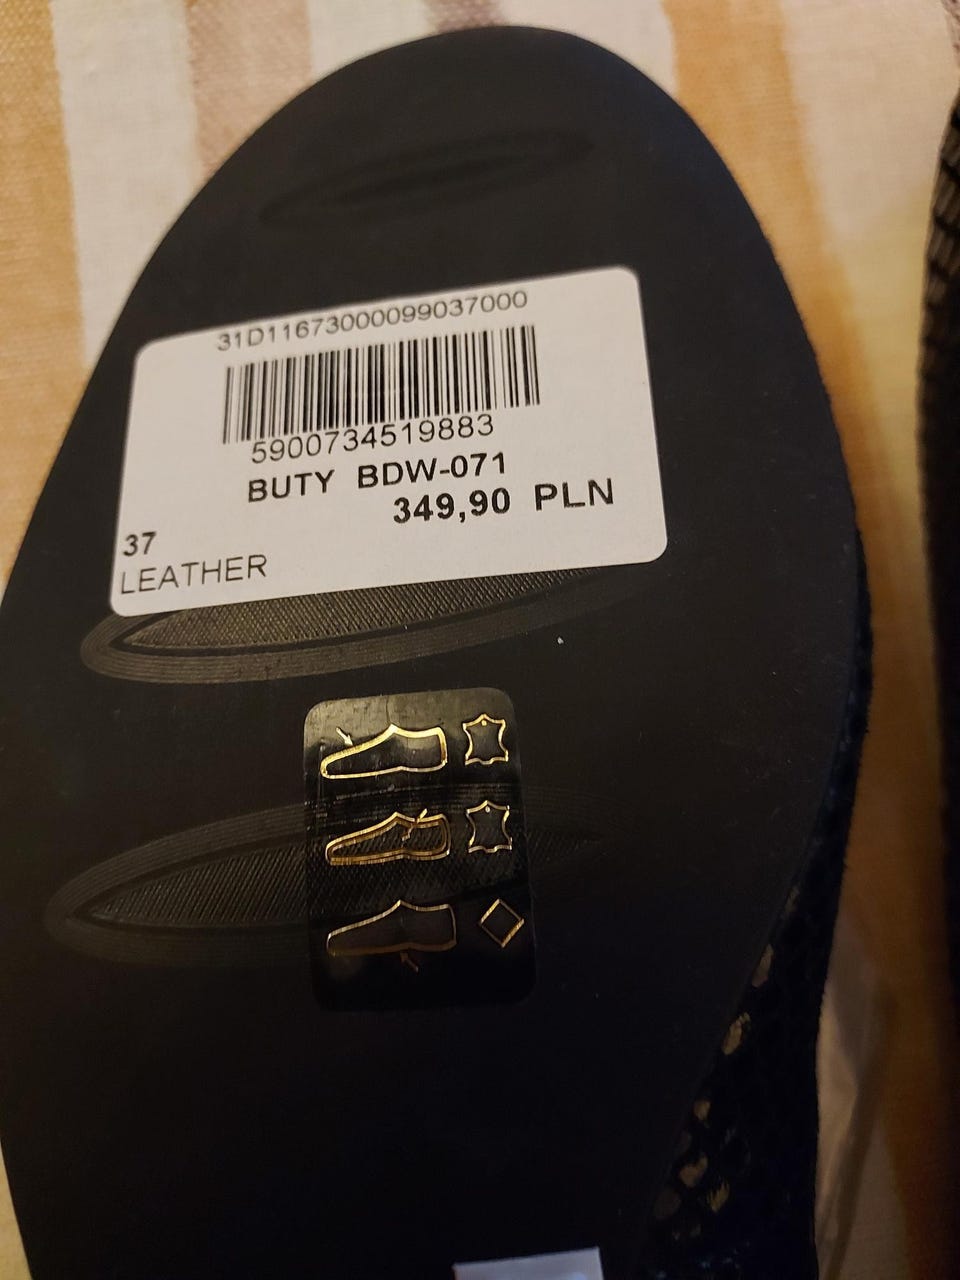 31D11673000099037000
5900734519883
BUTY BDW-071
349,90 PLN
37
LEATHER